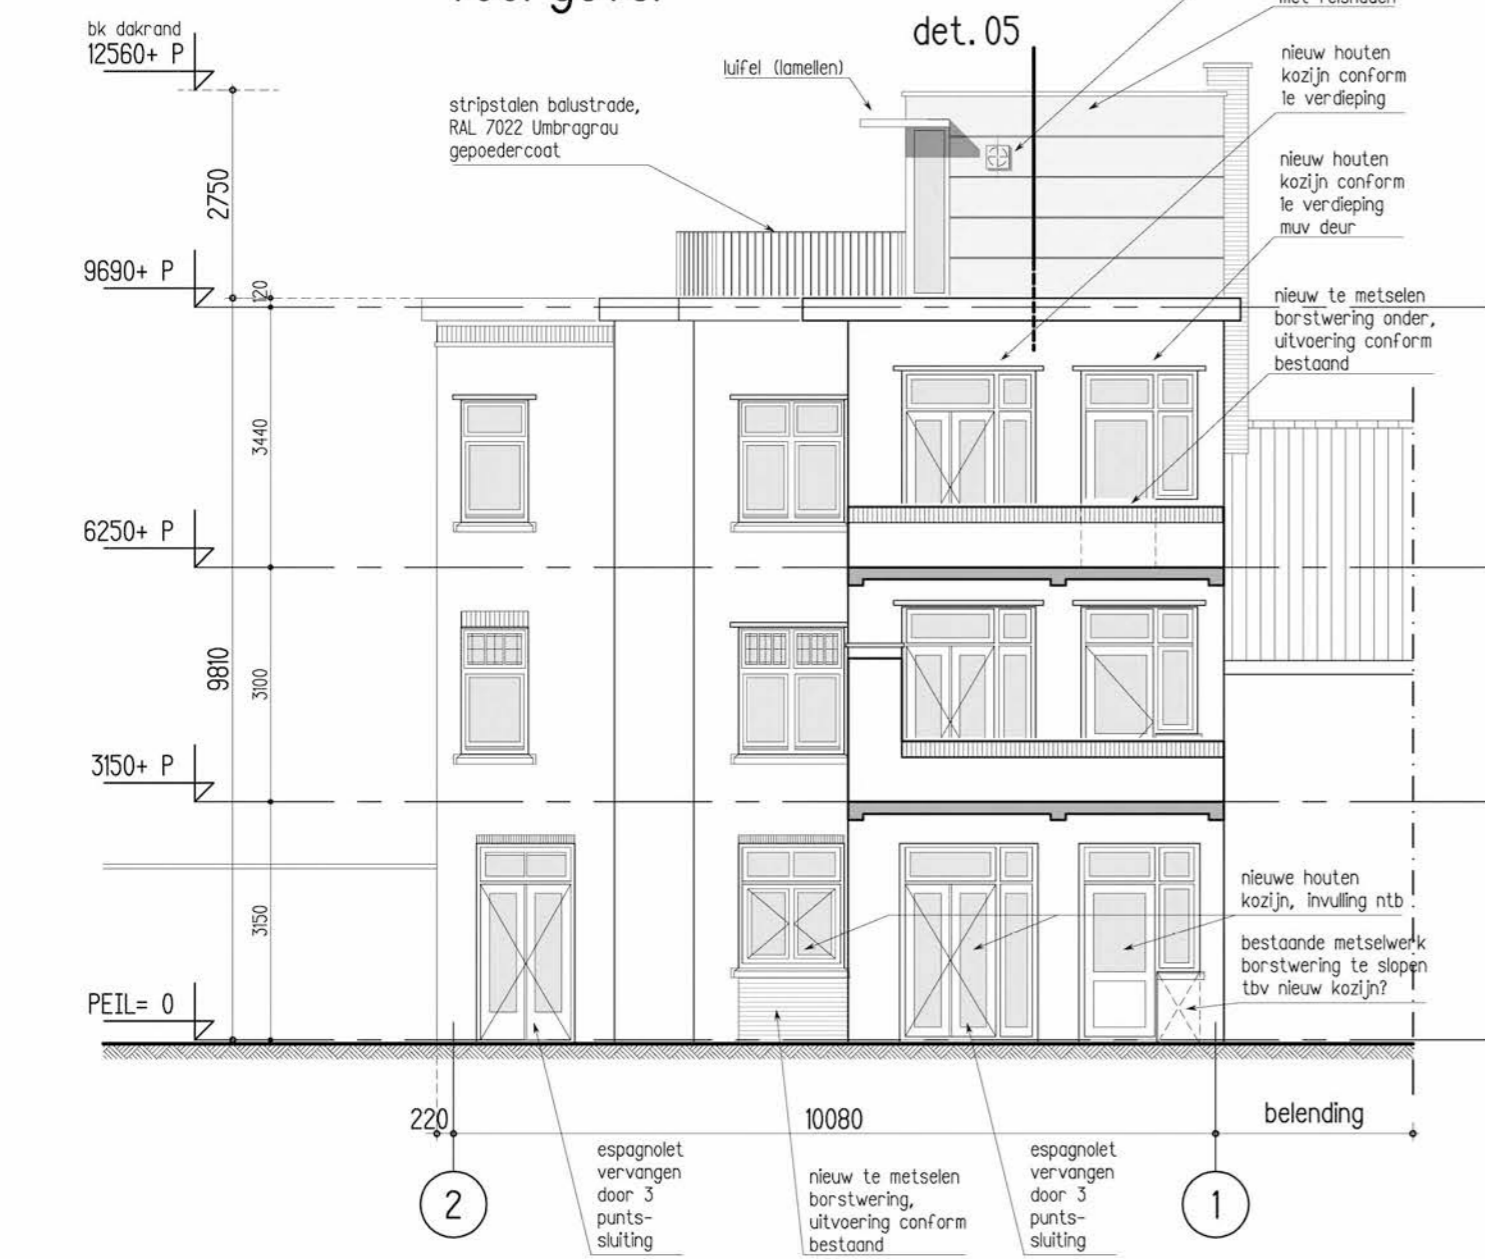 det.05
bk dakrand
12560+ P
luifel (lamellen)
nieuw houten
kozijn conform
1e verdieping
stripstalen balustrade,
RAL 7022 Umbragrau
gepoedercoat
nieuw houten
kozijn conform
1e verdieping
muv deur
2750
9690+ P
120
nieuw te metselen
borstwering onder,
uitvoering conform
bestaand
3440
6250+ P
9810
3100
3150+ P
3150
nieuwe houten
kozijn, invulling ntb
bestaande metselwerk
borstwering te slopen
tbv nieuw kozijn?
PEIL= 0
220
10080
belending
2
espagnolet
vervangen
door 3
punts-
sluiting
nieuw te metselen
borstwering,
uitvoering conform
bestaand
espagnolet
vervangen
door 3
punts-
sluiting
1